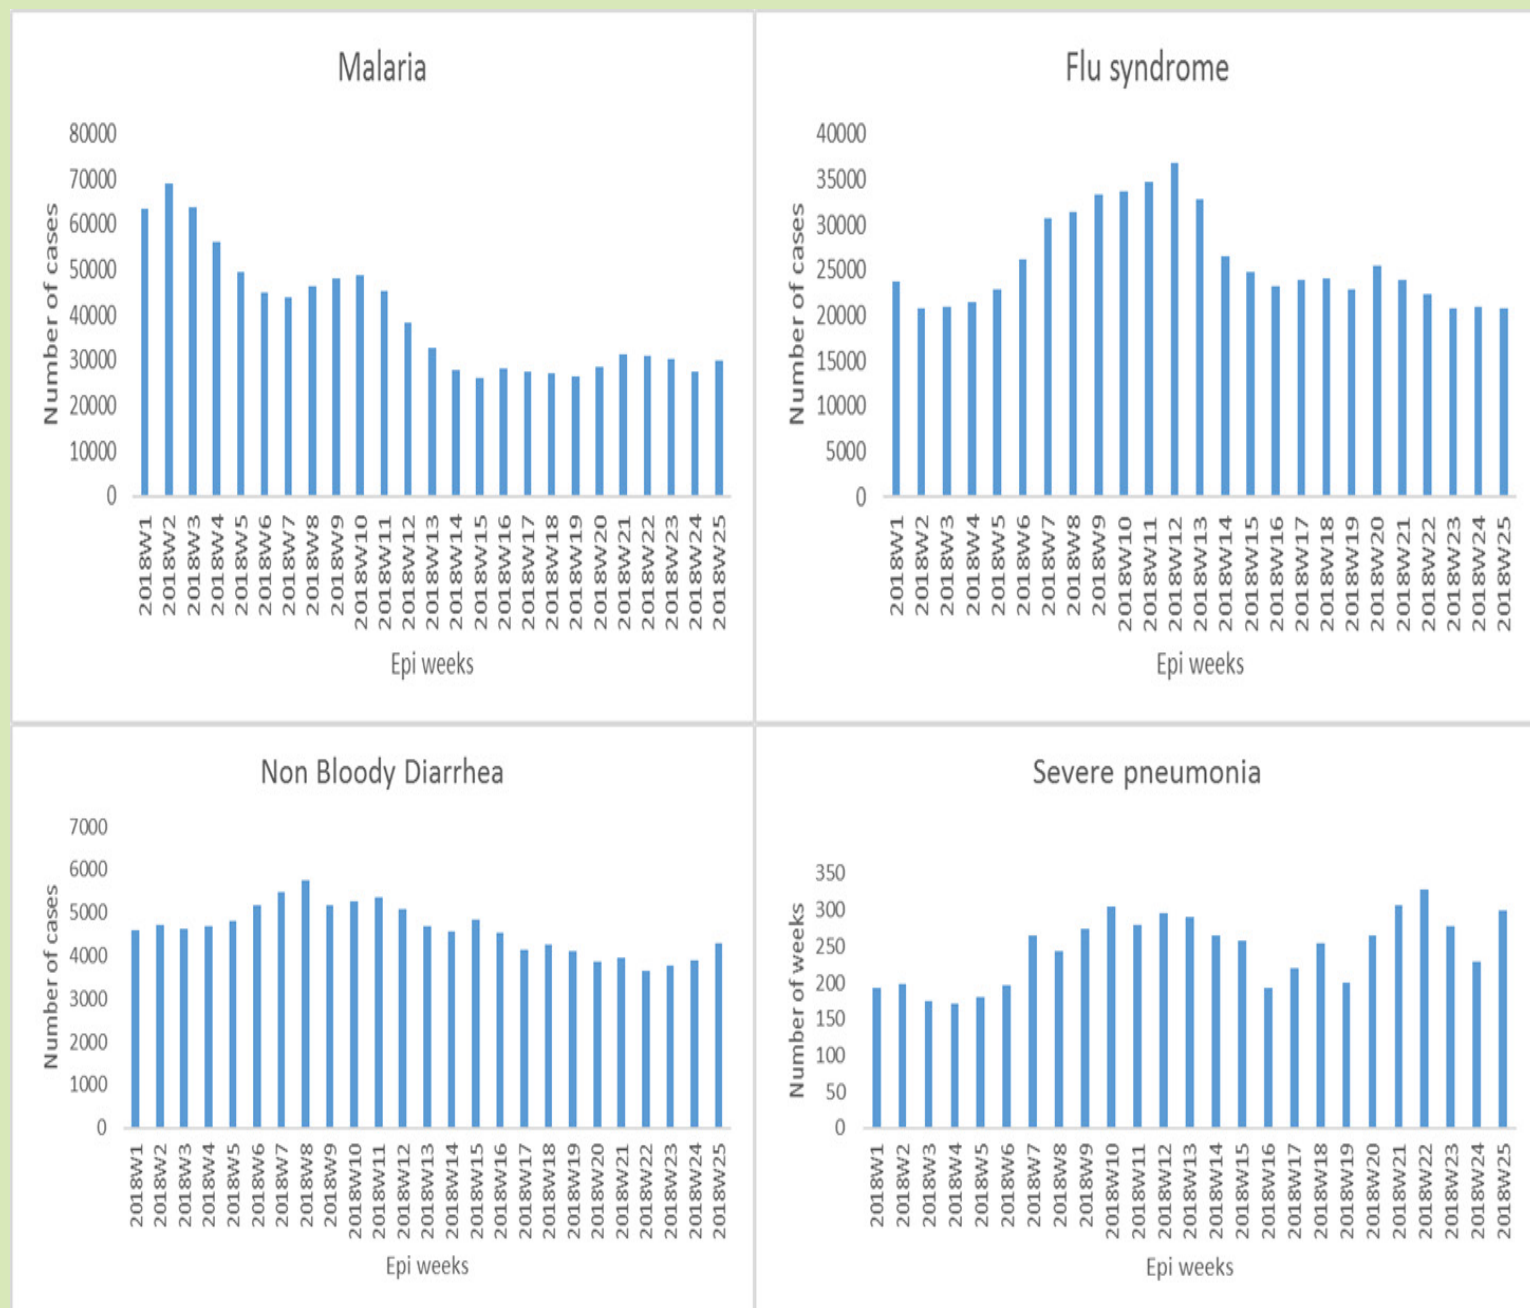 Malaria
80000
70000
60000
50000
40000
30000
20000
10000
0
Number of cases
2018W1
2018W2
2018W3
2018W4
2018W5
2018W6
2018W7
2018W8
2018W9
2018W10
2018W11
2018W12
2018W13
2018W14
2018W15
2018W16
2018W17
2018W18
2018W19
2018W20
2018W21
2018W22
2018W23
2018W24
2018W25
Epi weeks
Flu syndrome
40000
35000
30000
25000
20000
15000
10000
5000
0
Number of cases
2018W1
2018W2
2018W3
2018W4
2018W5
2018W6
2018W7
2018W8
2018W9
2018W10
2018W11
2018W12
2018W13
2018W14
2018W15
2018W16
2018W17
2018W18
2018W19
2018W20
2018W21
2018W22
2018W23
2018W24
2018W25
Epi weeks
Non Bloody Diarrhea
7000
6000
5000
4000
3000
2000
1000
0
Number of cases
2018W1
2018W2
2018W3
2018W4
2018W5
2018W6
2018W7
2018W8
2018W9
2018W10
2018W11
2018W12
2018W13
2018W14
2018W15
2018W16
2018W17
2018W18
2018W19
2018W20
2018W21
2018W22
2018W23
2018W24
2018W25
Epi weeks
Severe pneumonia
350
300
250
200
150
100
50
0
Number of weeks
2018W1
2018W2
2018W3
2018W4
2018W5
2018W6
2018W7
2018W8
2018W9
2018W10
2018W11
2018W12
2018W13
2018W14
2018W15
2018W16
2018W17
2018W18
2018W19
2018W20
2018W21
2018W22
2018W23
2018W24
2018W25
Epi weeks